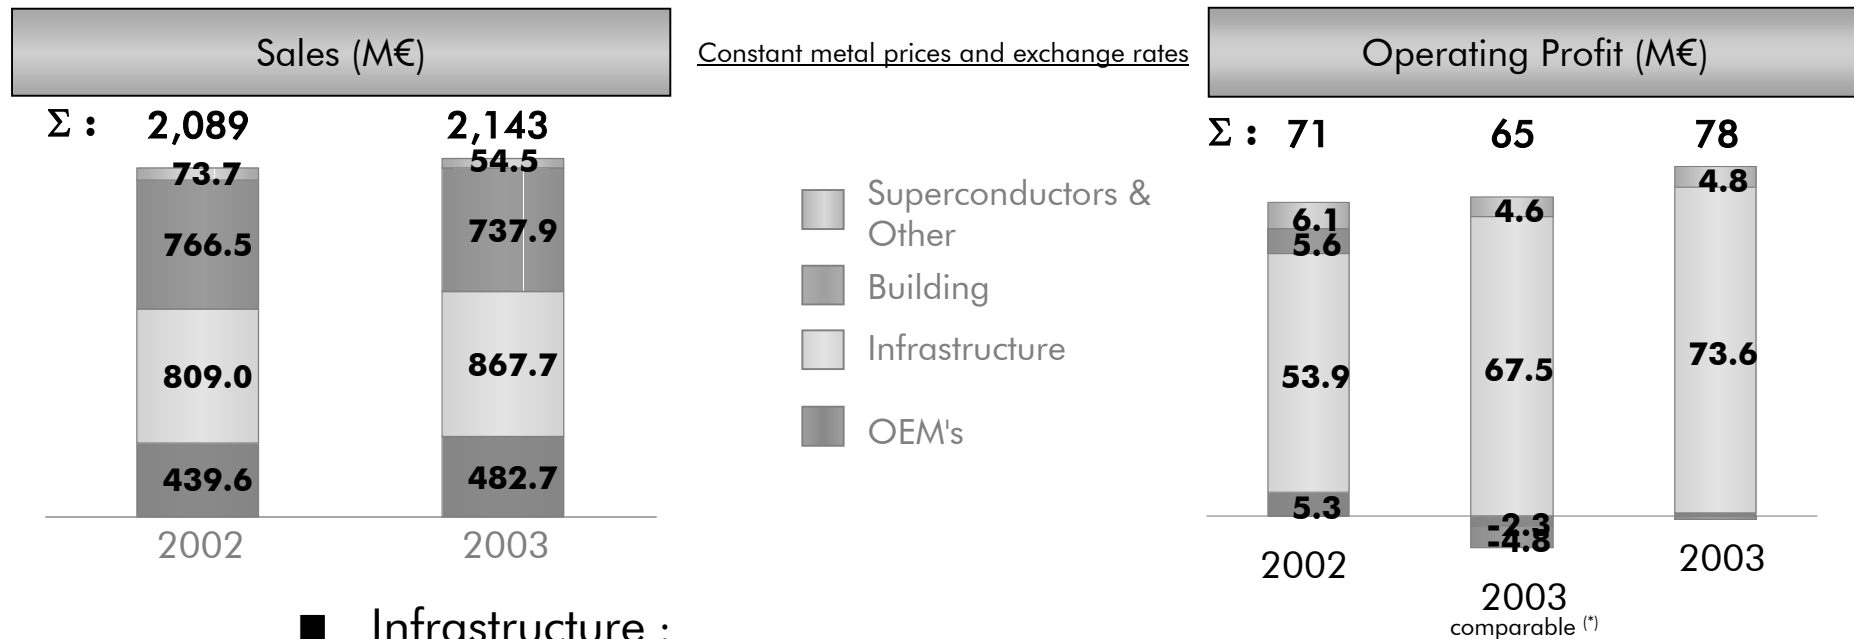 Sales (M€)
Constant metal prices and exchange rates
Operating Profit (M€)
Σ : 2,089 2,143
73.7 54.5
766.5 737.9
809.0 867.7
439.6 482.7
2002 2003
Superconductors &
Other
Building
Infrastructure
OEM's
Σ : 71 65 78
6.1 4.6 4.8
5.6
53.9 67.5 73.6
5.3 -2.3
-4.8
2002 2003 2003
comparable (*)
■ Infrastructure :